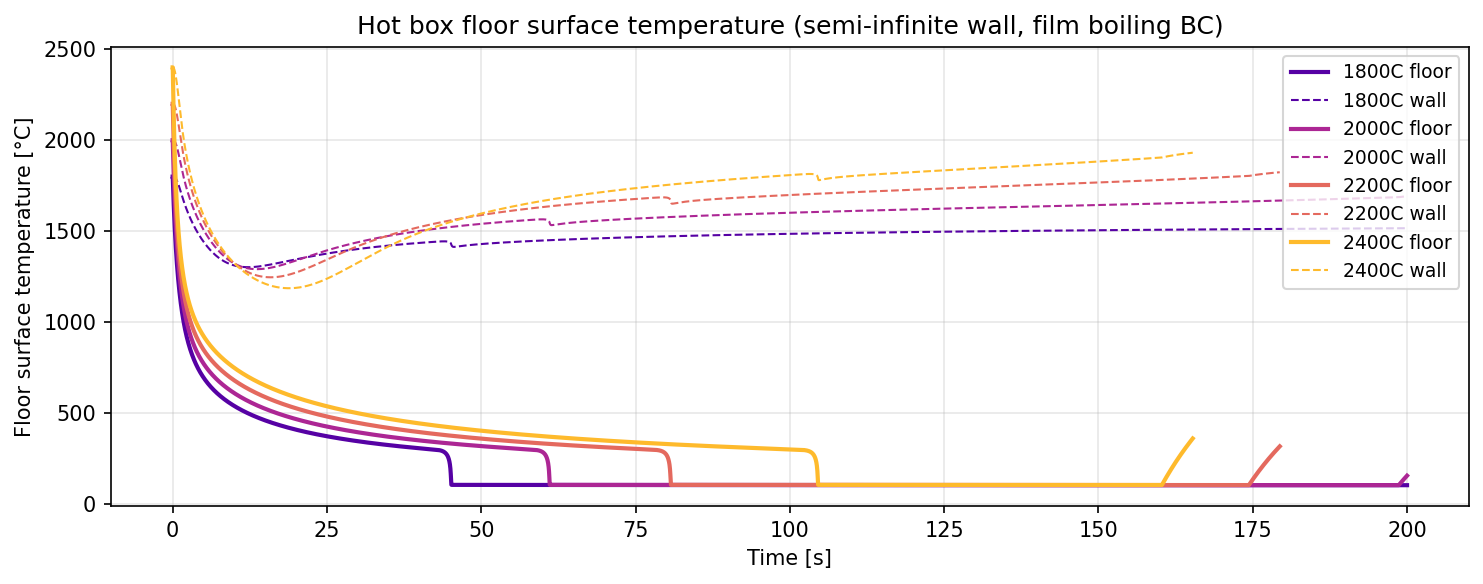 Hot box floor surface temperature (semi-infinite wall, film boiling BC)
Floor surface temperature [°C]
2500
2000
1500
1000
500
0
1800C floor
1800C wall
2000C floor
2000C wall
2200C floor
2200C wall
2400C floor
2400C wall
0
25
50
75
100
125
150
175
200
Time [s]